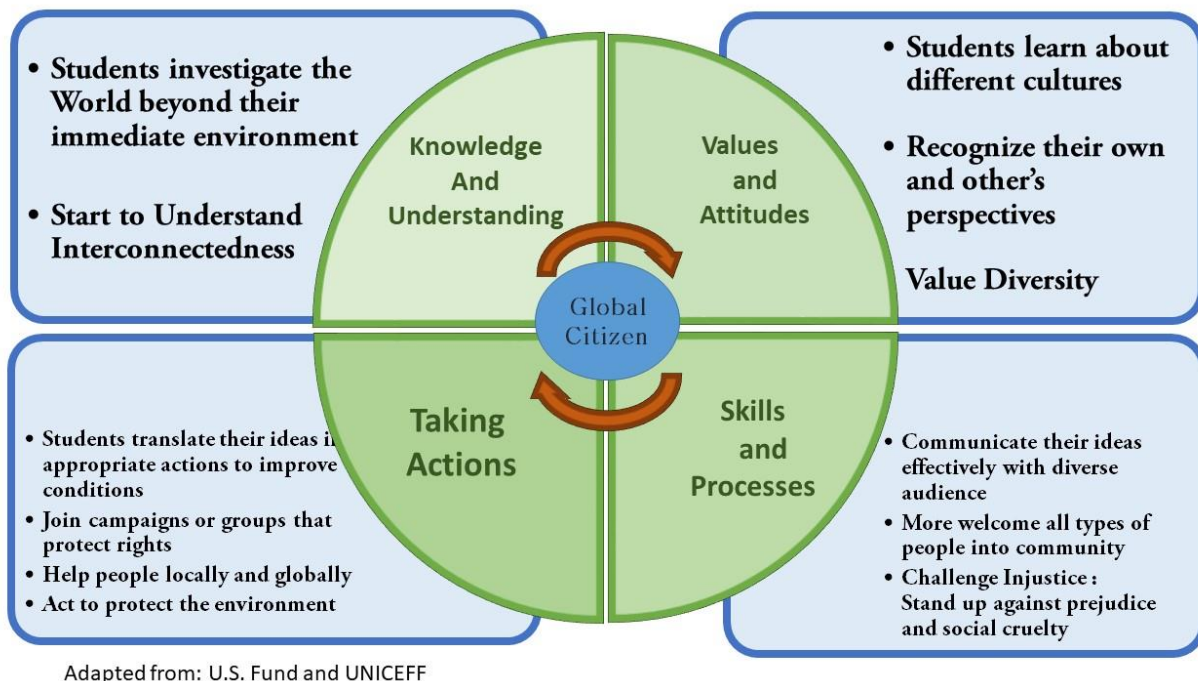 • Students investigate the
World beyond their
immediate environment
• Start to Understand
Interconnectedness
Knowledge
And
Understanding
Values
and
Attitudes
• Students learn about
different cultures
• Recognize their own
and other's
perspectives
Value Diversity
Global
Citizen
• Students translate their ideas i
appropriate actions to improve
conditions
• Join campaigns or groups that
protect rights
• Help people locally and globally
• Act to protect the environment
Taking
Actions
Skills
and
Processes
• Communicate their ideas
effectively with diverse
audience
• More welcome all types of
people into community
• Challenge Injustice :
Stand up against prejudice
and social cruelty
Adapted from: U.S. Fund and UNICEFF